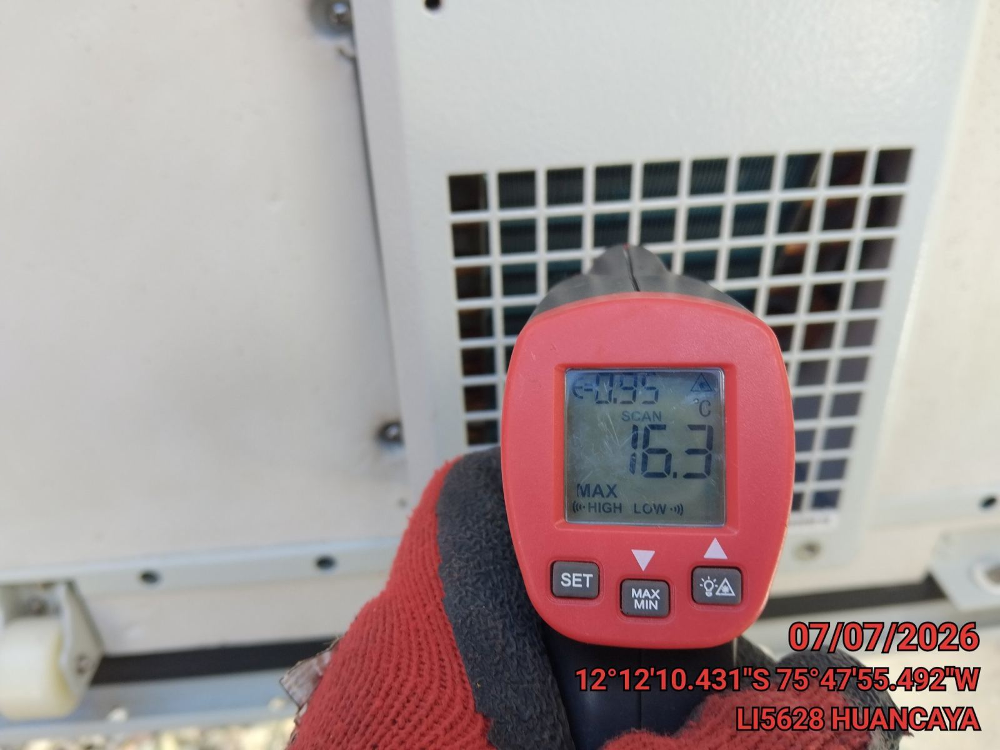 ε=0.95
°C
SCAN
16.3
MAX
HIGH LOW
SET
MAX
MIN
07/07/2026
12°12'10.431"S 75°47'55.492"W
LI5628 HUANCAYA